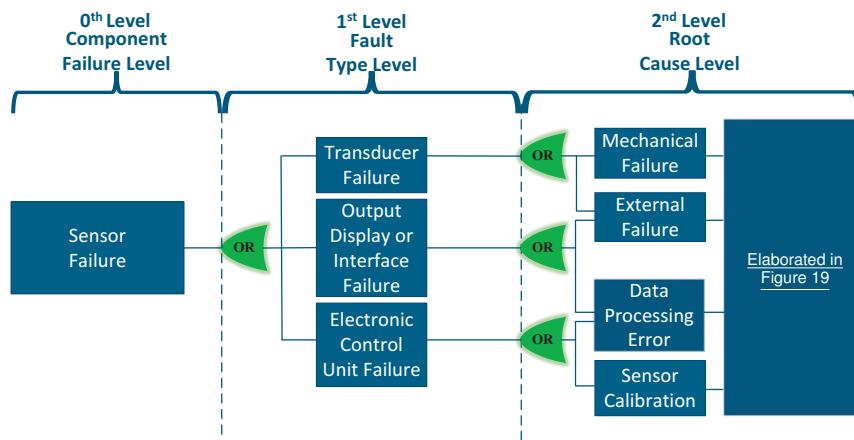 0th Level
Component
Failure Level
1st Level
Fault
Type Level
2nd Level
Root
Cause Level
Sensor
Failure
OR
Transducer
Failure
Output
Display or
Interface
Failure
Electronic
Control
Unit Failure
OR
OR
OR
Mechanical
Failure
External
Failure
Data
Processing
Error
Sensor
Calibration
Elaborated in
Figure 19